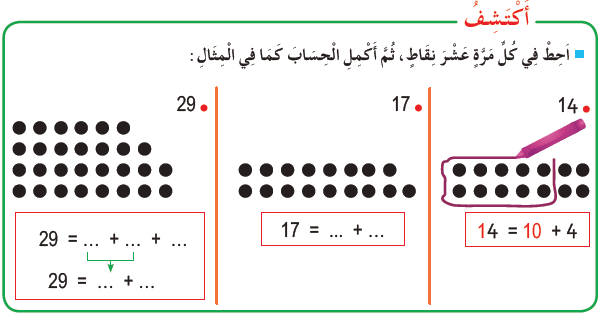 أَكْتَشِفُ
اَحِطْ فِي كُلِّ مَرَّةٍ عَشْرَ نِقَاطٍ ، ثُمَّ أَكْمِلِ الْحِسَابَ كَمَا فِي الْمِثَالِ :
14
14 = 10 + 4
17
17 = ... + ...
29
29 = ... + ... + ...
29 = ... + ...